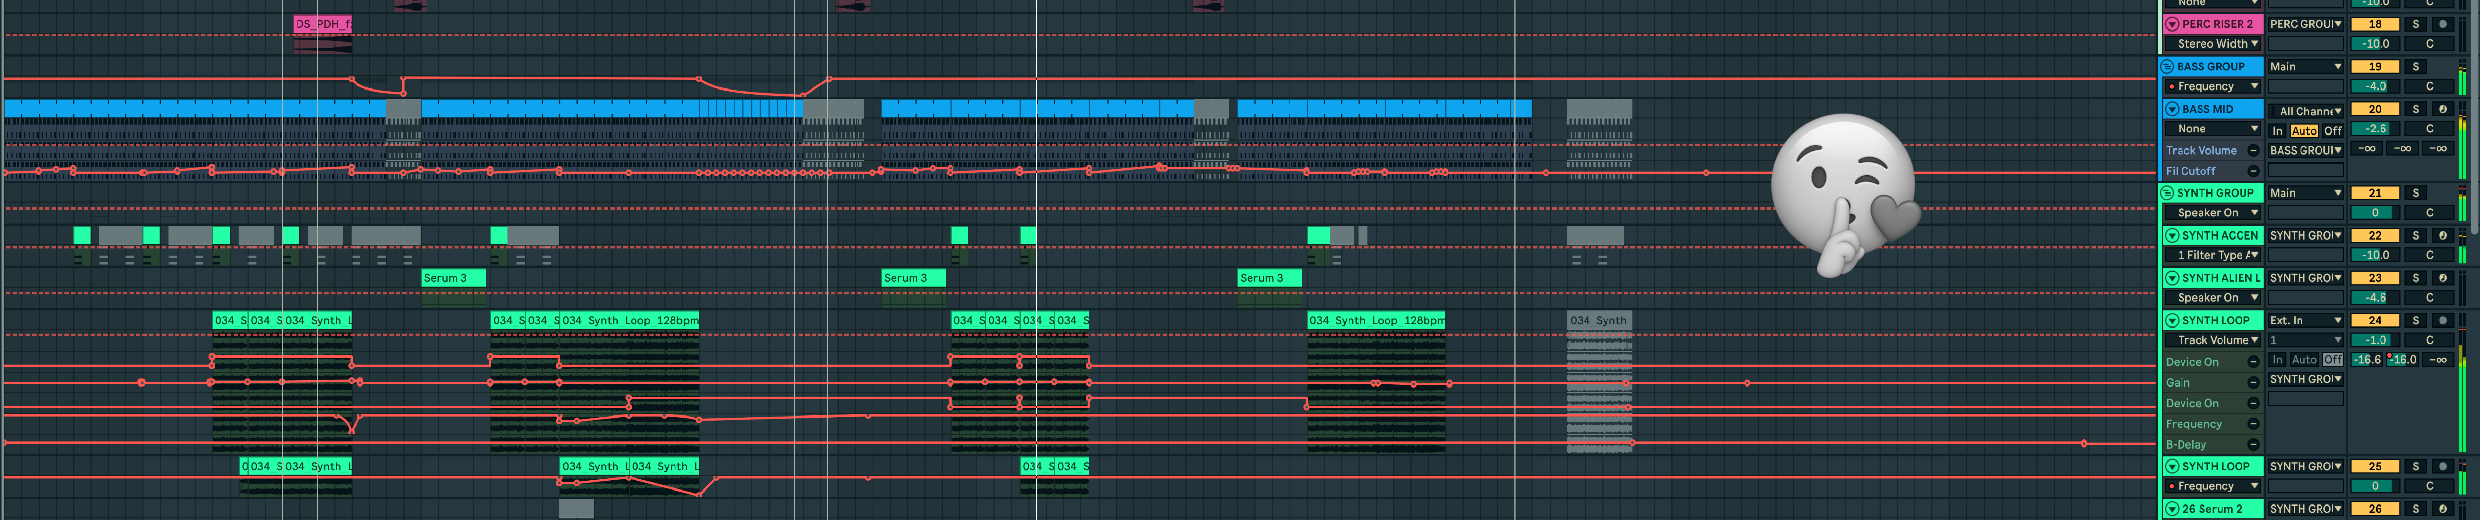 None -10.0
DS_PDH_f
PERC RISER 2 PERC GROU 18 S
Stereo Width -10.0 C
BASS GROUP Main 19 S
Frequency -4.0 C
BASS MID All Channe 20 S
None In Auto Off -2.6 C
Track Volume BASS GROU -∞ -∞ -∞
Fil Cutoff
SYNTH GROUP Main 21 S
Speaker On 0 C
SYNTH ACCEN SYNTH GRO 22 S
1 Filter Type -10.0 C
Serum 3 Serum 3 Serum 3 SYNTH ALIEN L SYNTH GRO 23 S
Speaker On -4.6 C
034 S 034 S 034 Synth L 034 S 034 S 034 Synth_Loop_128bpm 034 S 034 S 034 S 034 S 034 Synth_Loop_128bpm 034 Synth SYNTH LOOP Ext. In 24 S
Track Volume 1 -1.0 C
Device On In Auto Off -16.6 -16.0 -∞
Gain SYNTH GRO
Device On
Frequency
B-Delay
0 034 S 034 Synth L 034 Synth L 034 Synth L 034 S 034 S SYNTH LOOP SYNTH GRO 25 S
Frequency 0 C
26 Serum 2 SYNTH GRO 26 S